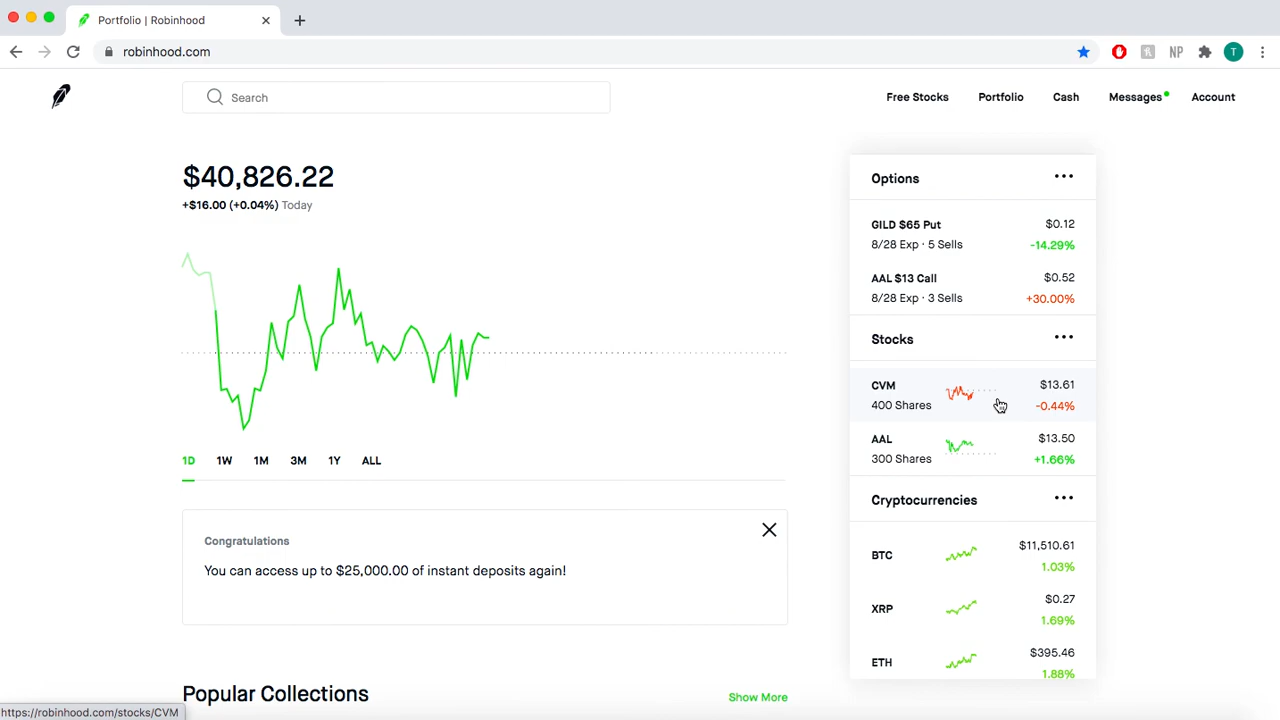 Portfolio | Robinhood
robinhood.com
NP
T
Search
Free Stocks
Portfolio
Cash
Messages
Account
$40,826.22
+$16.00 (+0.04%) Today
1D 1W 1M 3M 1Y ALL
Congratulations
You can access up to $25,000.00 of instant deposits again!
Popular Collections
Show More
Options
GILD $65 Put $0.12
8/28 Exp · 5 Sells -14.29%
AAL $13 Call $0.52
8/28 Exp · 3 Sells +30.00%
Stocks
CVM $13.61
400 Shares -0.44%
AAL $13.50
300 Shares +1.66%
Cryptocurrencies
BTC $11,510.61
1.03%
XRP $0.27
1.69%
ETH $395.46
1.88%
https://robinhood.com/stocks/CVM